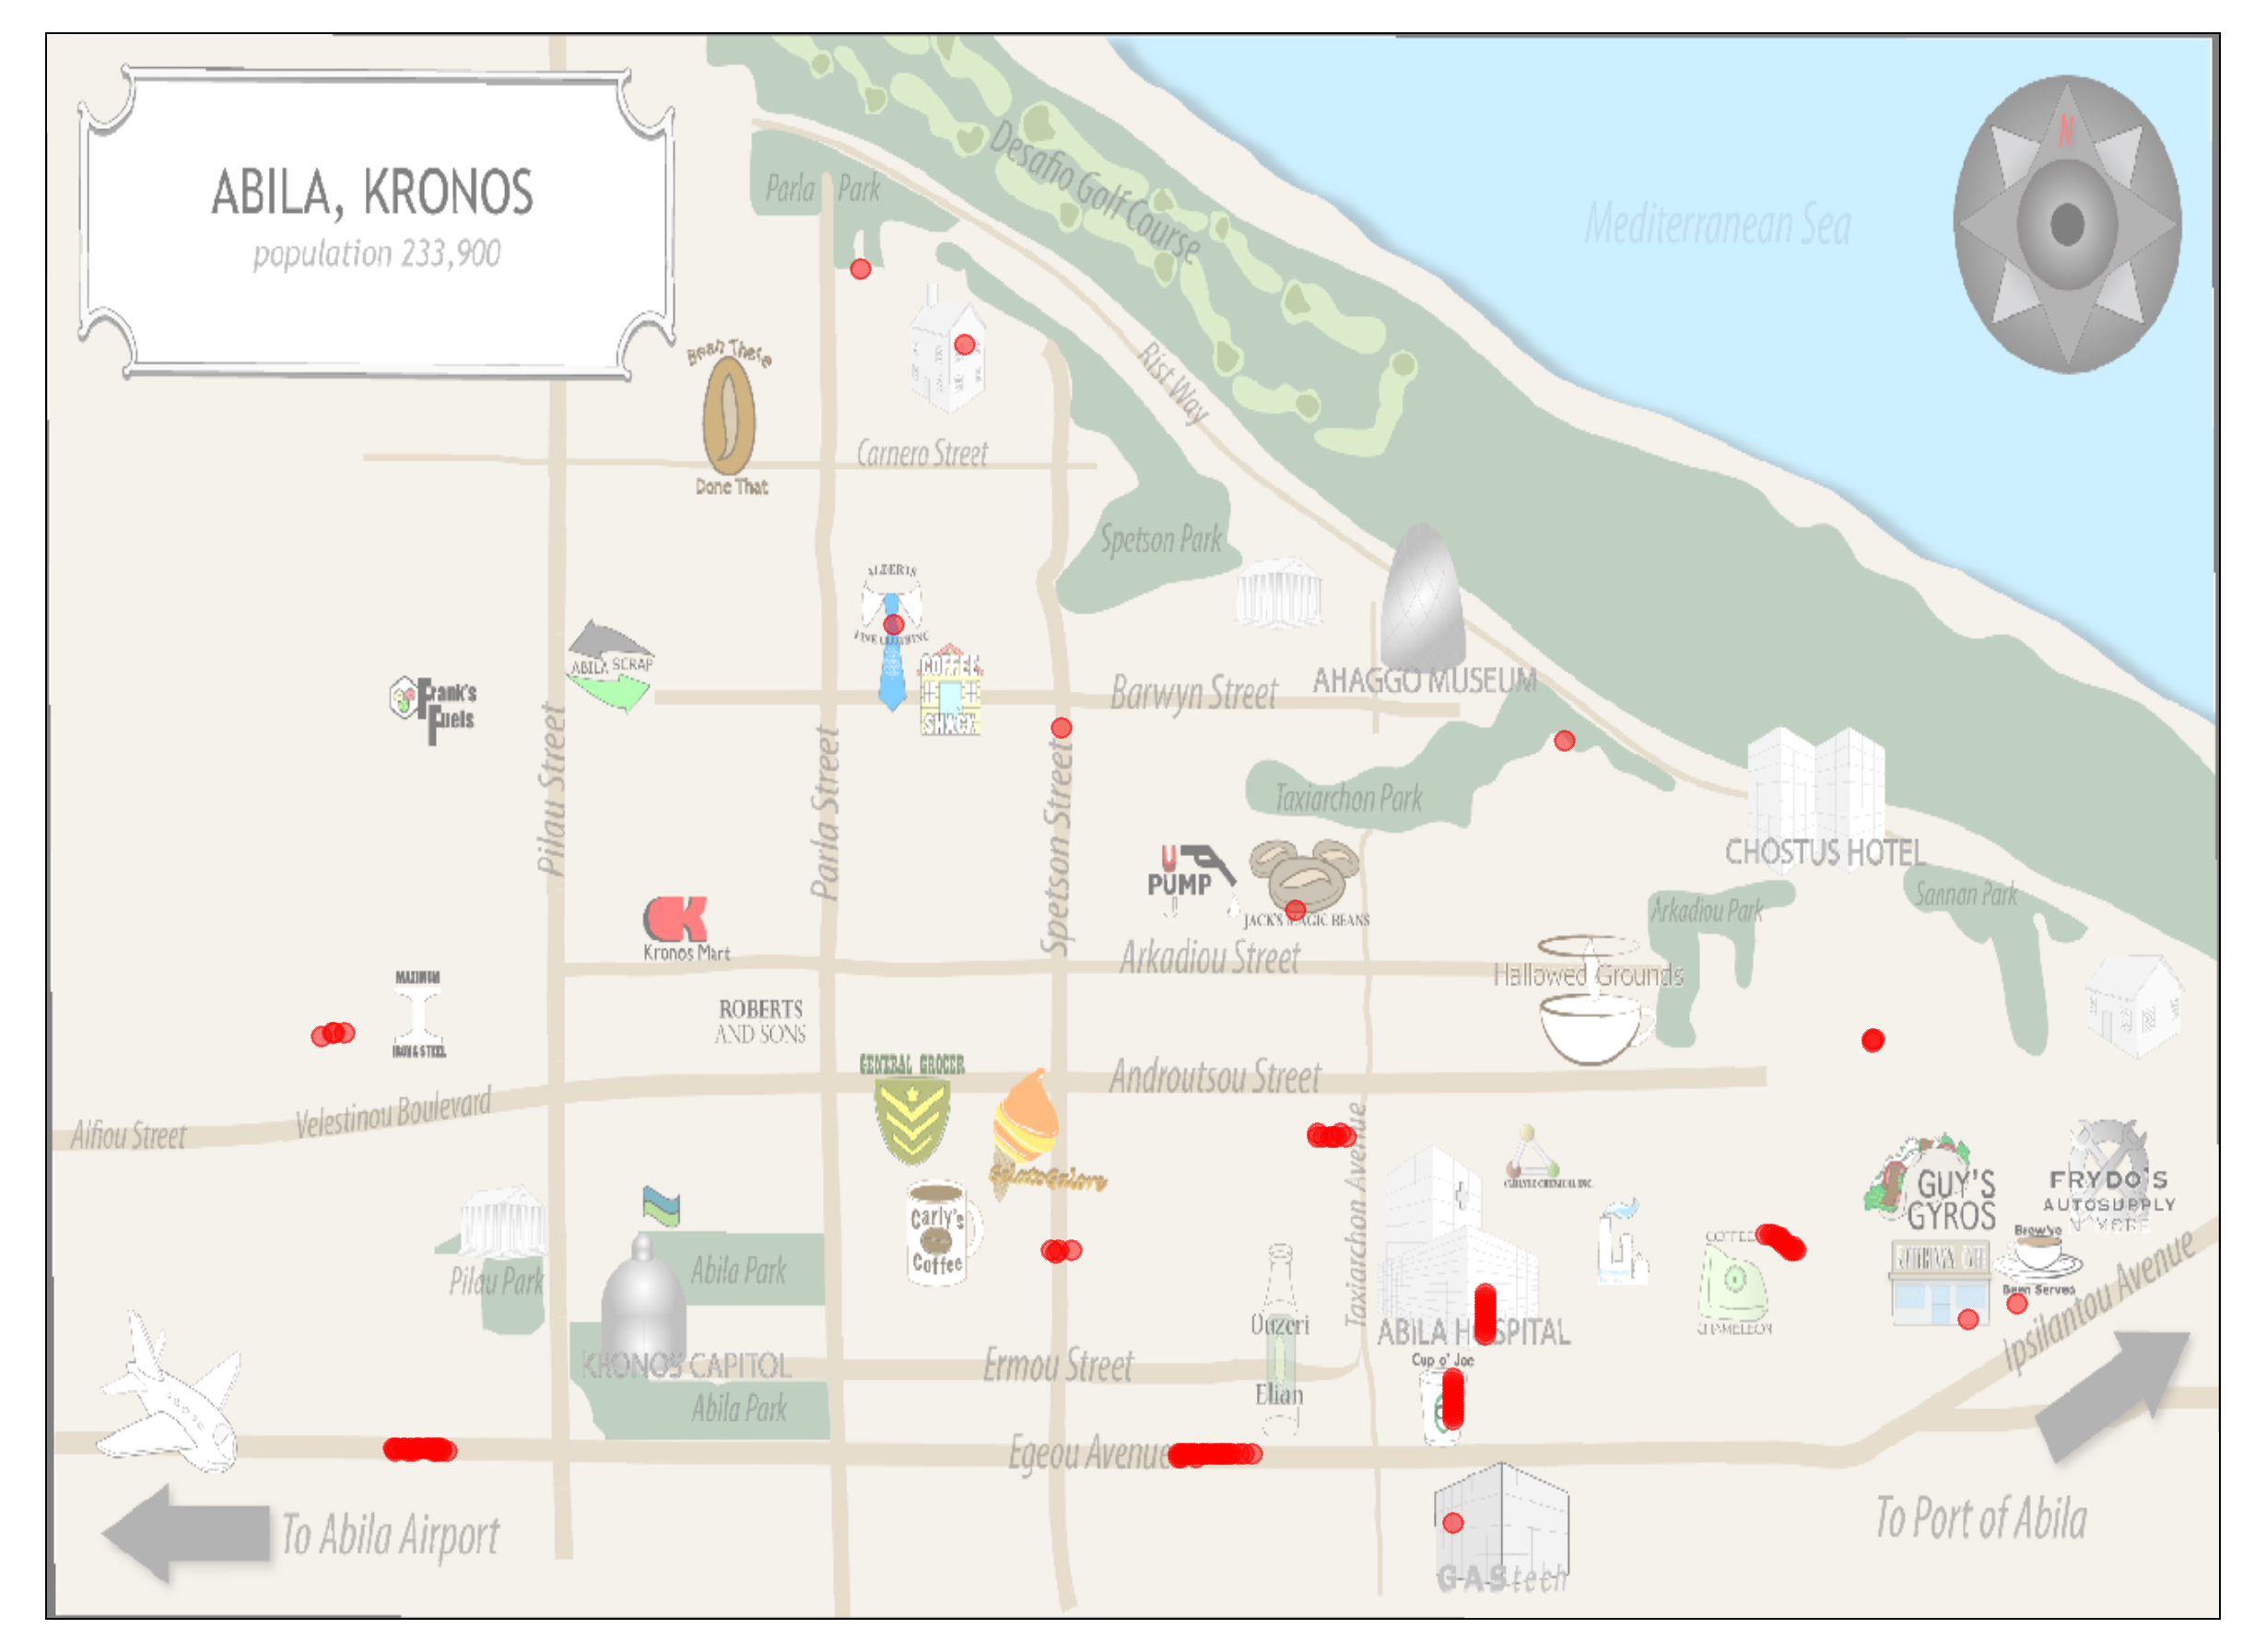 ABILA, KRONOS
population 233,900
N
Mediterranean Sea
Parla Park
Desafio Golf Course
Rist Way
Bean There
Done That
Carnero Street
Spetson Park
ALBERTS
FINE CLOTHING
ABILA SCRAP
COFFEE
SHACK
Frank's
Fuels
Barwyn Street
AHAGGO MUSEUM
Pilau Street
Parla Street
Spetson Street
Taxiarchon Park
CHOSTUS HOTEL
U
PUMP
JACK'S MAGIC BEANS
Arkadiou Park
Sannan Park
Kronos Mart
Arkadiou Street
Hallowed Grounds
MAXIMUM
IRON & STEEL
ROBERTS
AND SONS
GENERAL GROCER
Androutsou Street
Alfiou Street
Velestinou Boulevard
Taxiarchon Avenue
GelatoGalore
CARLYLE CHEMICAL INC.
GUY'S
GYROS
FRYDO'S
AUTOSUPPLY
N' MORE
Carly's
Coffee
Pilau Park
Abila Park
COFFEE
CHAMELEON
Brew've
Been Served
Ipsilantou Avenue
Ouzeri
Elian
ABILA HOSPITAL
Cup o' Joe
KRONOS CAPITOL
Ermou Street
Abila Park
Egeou Avenue
To Abila Airport
To Port of Abila
GAStech